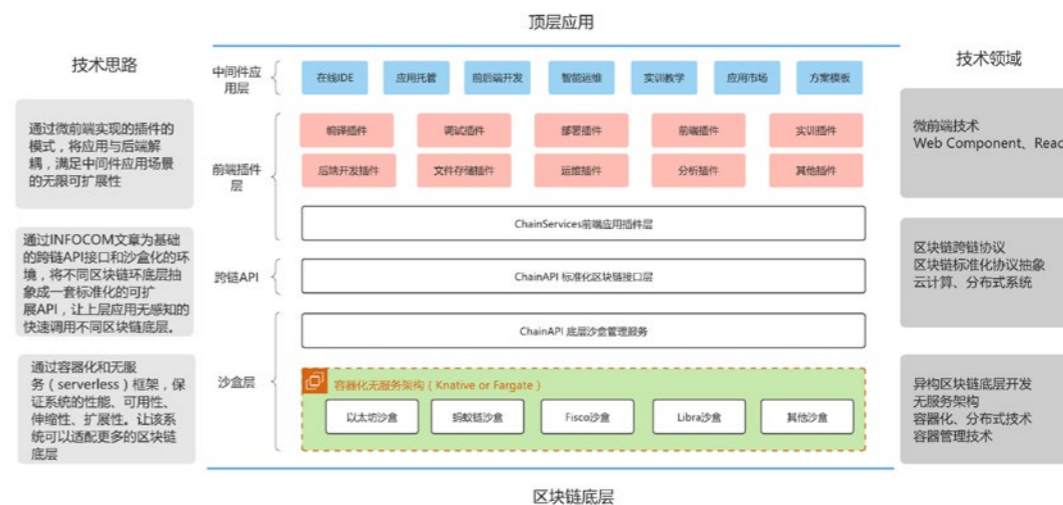 顶层应用
技术思路
通过微前端实现的插件的
模式，将应用与后端解
耦，满足中间件应用场景
的无限可扩展性
通过INFOCOM文章为基础
的跨链API接口和沙盒化的环
境，将不同区块链环底层抽
象成一套标准化的可扩
展API，让上层应用无感知的
快速调用不同区块链底层。
通过容器化和无服
务（serverless）框架，保
证系统的性能、可用性、
伸缩性、扩展性。让该系
统可以适配更多的区块链
底层
中间件应
用层
在线IDE
应用托管
前后端开发
智能运维
实训教学
应用市场
方案模板
前端插件
层
编译插件
调试插件
部署插件
前端插件
实训插件
后端开发插件
文件存储插件
运维插件
分析插件
其他插件
ChainServices前端应用插件层
跨链API
ChainAPI 标准化区块链接口层
沙盒层
ChainAPI 底层沙盒管理服务
容器化无服务架构（Knative or Fargate）
以太坊沙盒
蚂蚁链沙盒
Fisco沙盒
Libra沙盒
其他沙盒
区块链底层
技术领域
微前端技术
Web Component、Reac
区块链跨链协议
区块链标准化协议抽象
云计算、分布式系统
异构区块链底层开发
无服务架构
容器化、分布式技术
容器管理技术